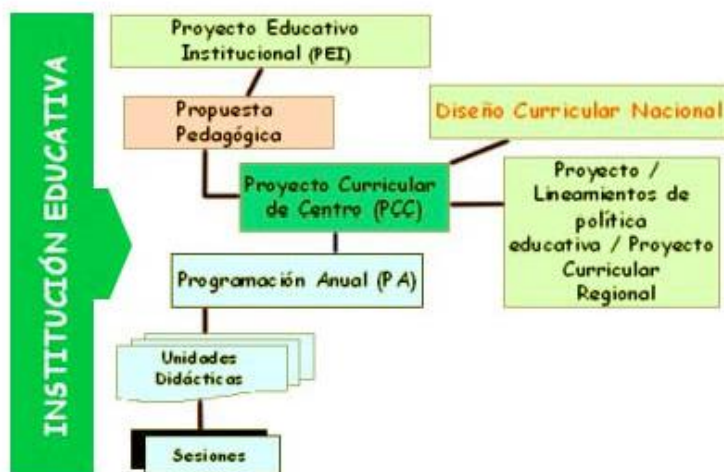 INSTITUCIÓN EDUCATIVA
Proyecto Educativo
Institucional (PEI)
Propuesta
Pedagógica
Diseño Curricular Nacional
Proyecto Curricular
de Centro (PCC)
Proyecto /
Lineamientos de
política
educativa / Proyecto
Curricular
Regional
Programación Anual (PA)
Unidades
Didácticas
Sesiones